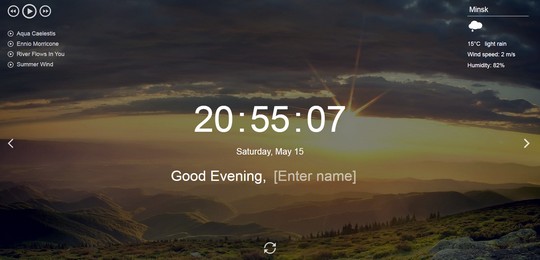 Minsk
Aqua Caelestis
Ennio Morricone
River Flows In You
Summer Wind
15°C light rain
Wind speed: 2 m/s
Humidity: 82%
20:55:07
Saturday, May 15
Good Evening, [Enter name]